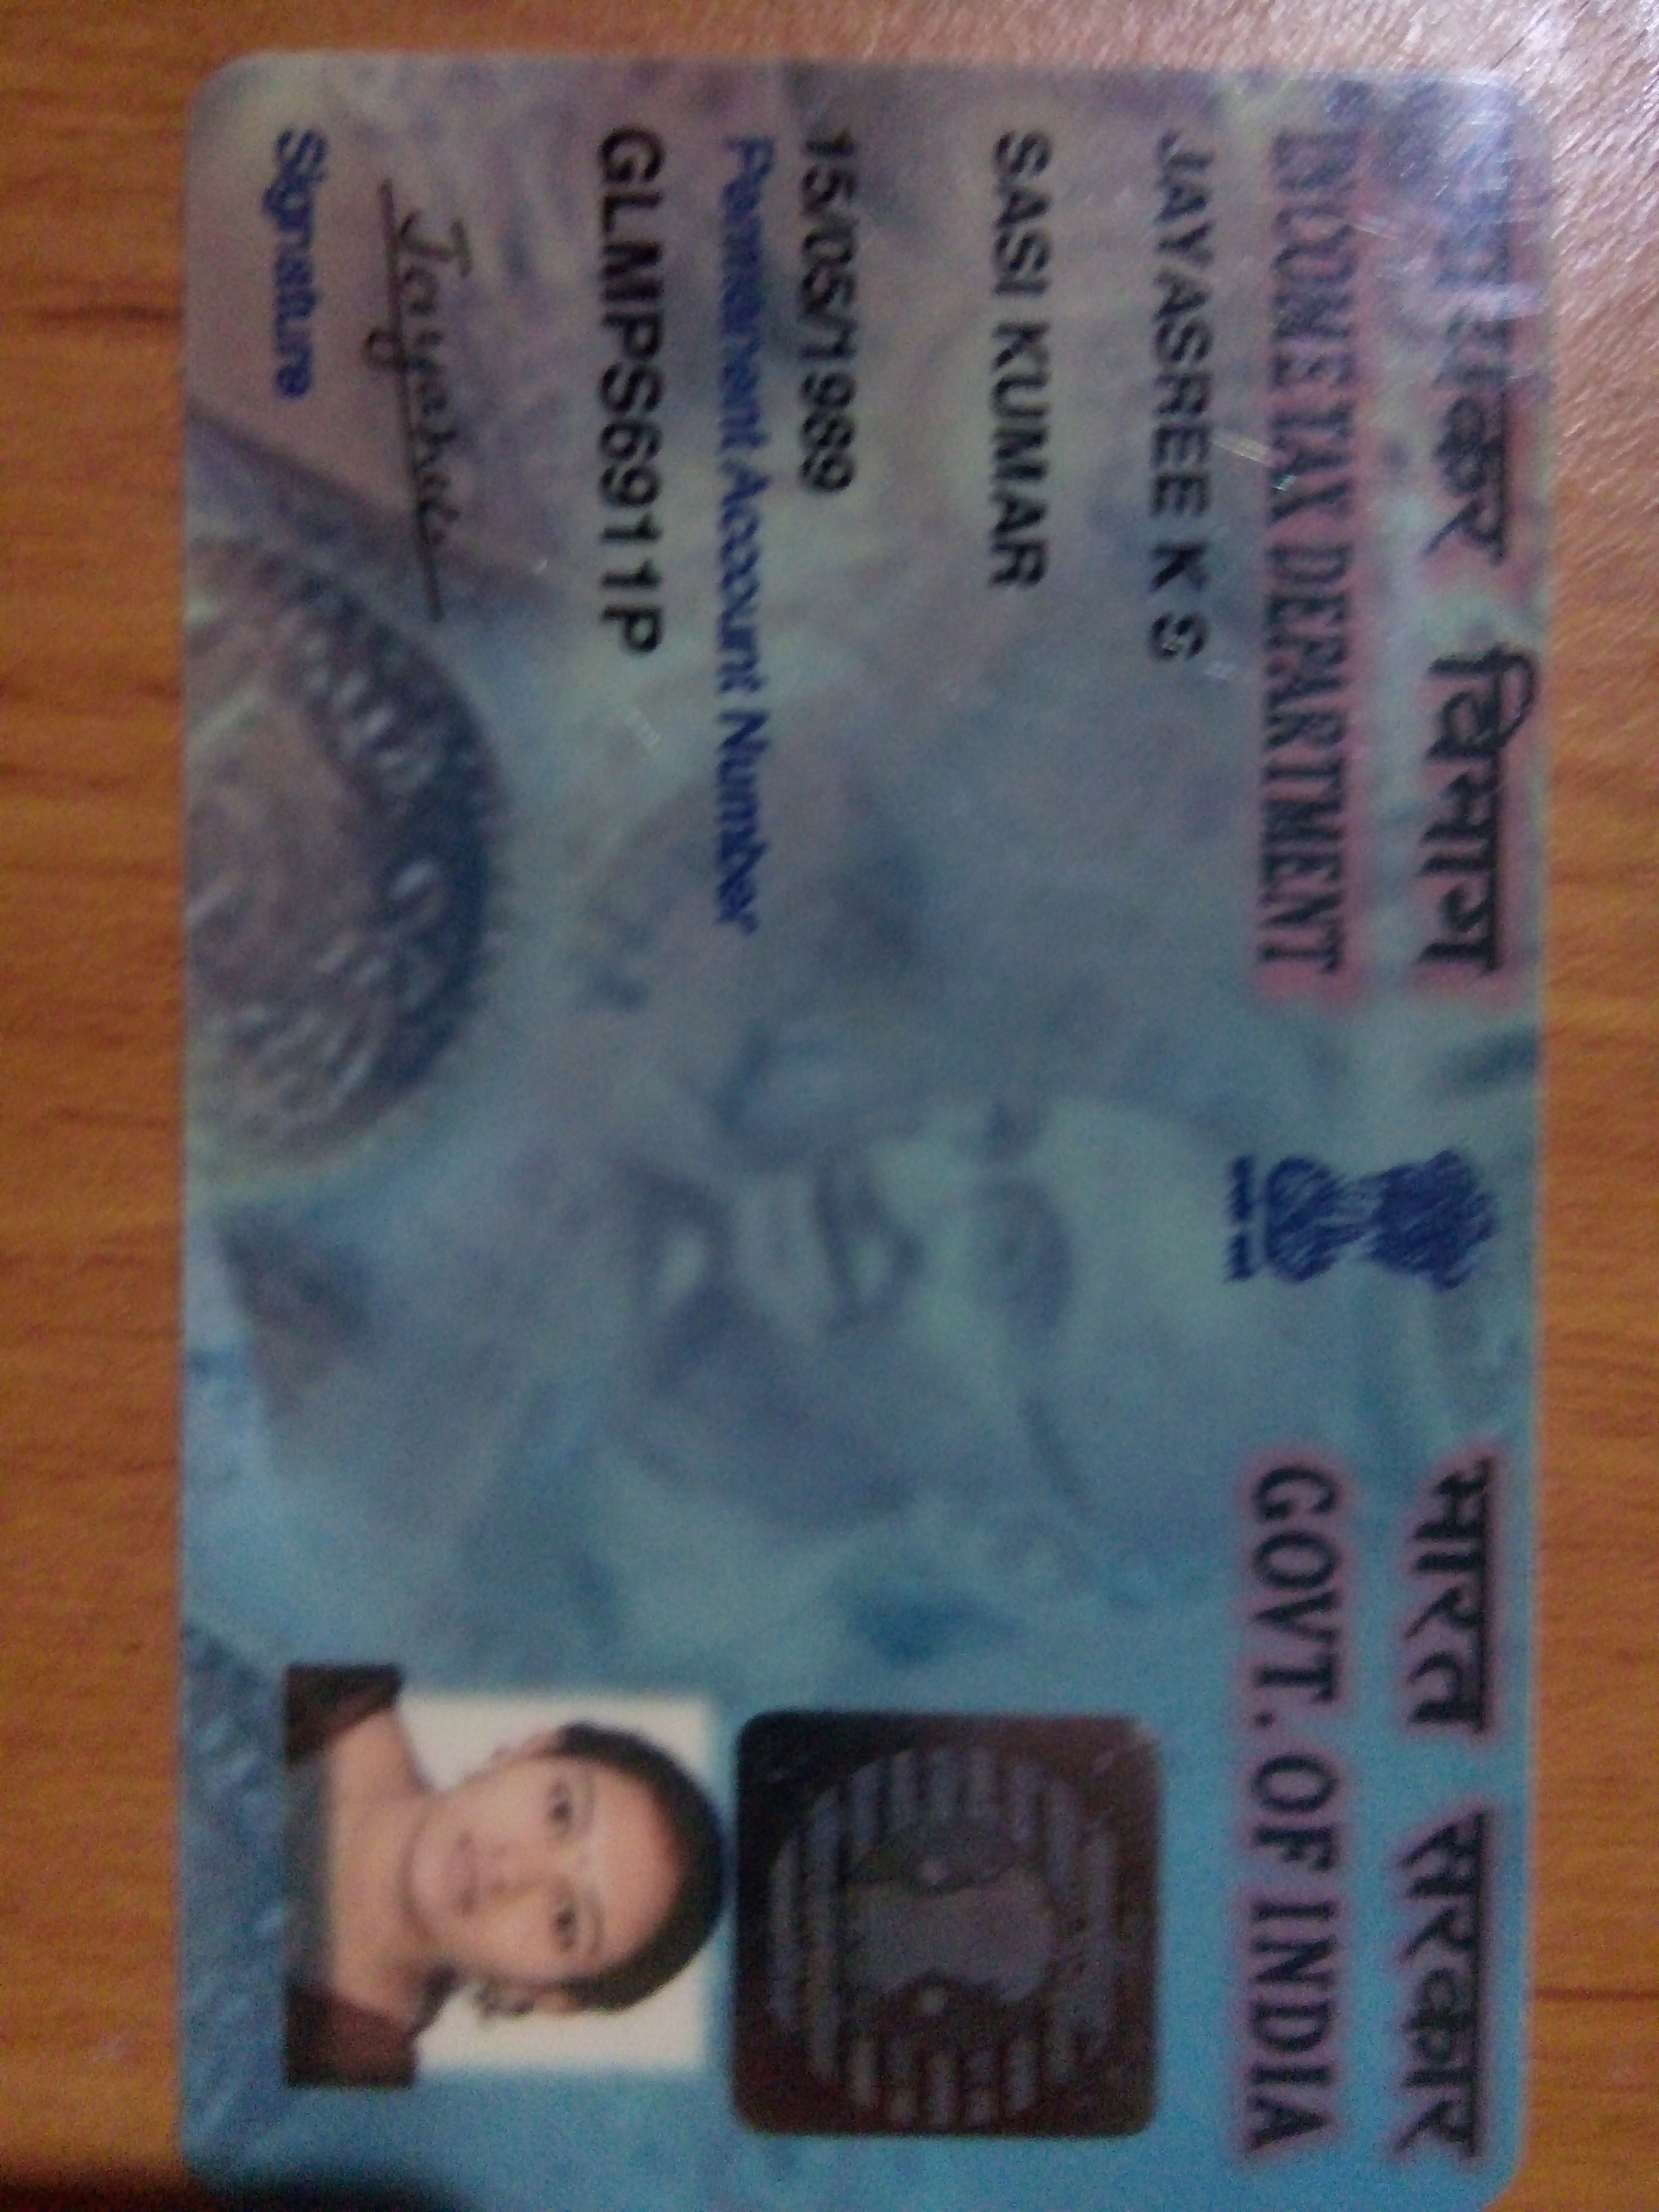 आयकर विभाग
INCOME TAX DEPARTMENT
भारत सरकार
GOVT. OF INDIA
JAYASREE K S
SASI KUMAR
15/05/1989
Permanent Account Number
GLMPS6911P
Signature